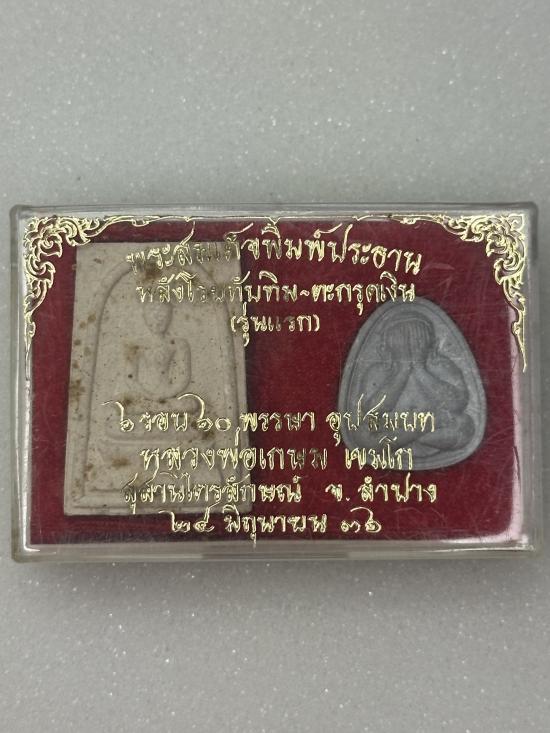 พระสมเด็จพิมพ์ประธาน
หลังโรยทับทิม~ตะกรุดเงิน
(รุ่นแรก)
๖ รอบ ๖๐ พรรษา อุปสมบท
หลวงพ่อเกษม เขมโก
สุสานไตรลักษณ์ จ. ลำปาง
๒๘ มิถุนายน ๓๖